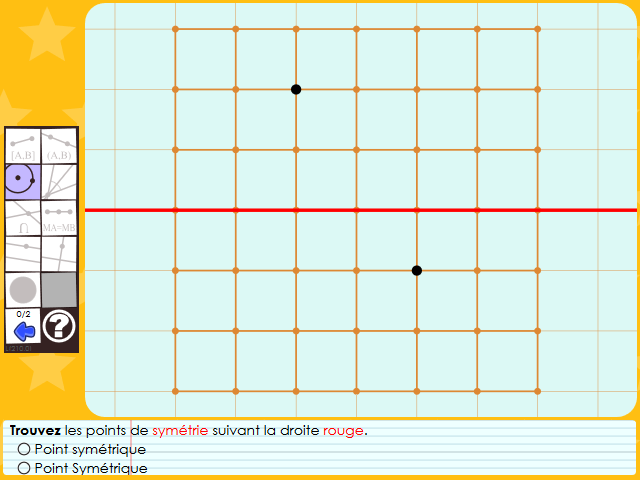 [A,B] (A,B)
∩ MA=MB
0/2
?
Trouvez les points de symétrie suivant la droite rouge.
Point symétrique
Point Symétrique